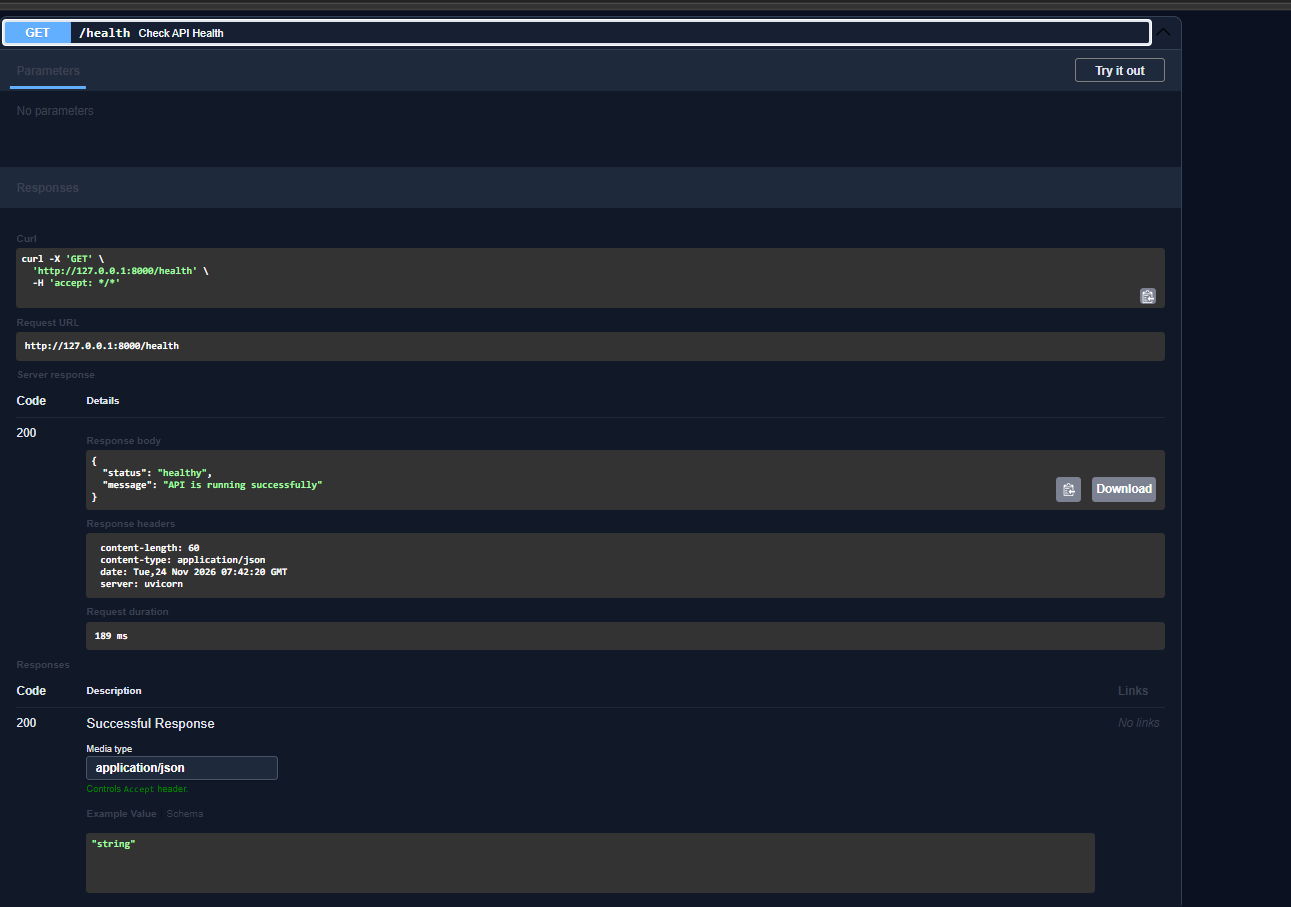 GET /health Check API Health
Parameters
Try it out
No parameters
Responses
Curl
curl -X 'GET' \
  'http://127.0.0.1:8000/health' \
  -H 'accept: */*'
Request URL
http://127.0.0.1:8000/health
Server response
Code Details
200
Response body
{
  "status": "healthy",
  "message": "API is running successfully"
}
Download
Response headers
content-length: 60
content-type: application/json
date: Tue,24 Nov 2026 07:42:20 GMT
server: uvicorn
Request duration
189 ms
Responses
Code Description Links
200 Successful Response No links
Media type
application/json
Controls Accept header.
Example Value Schema
"string"